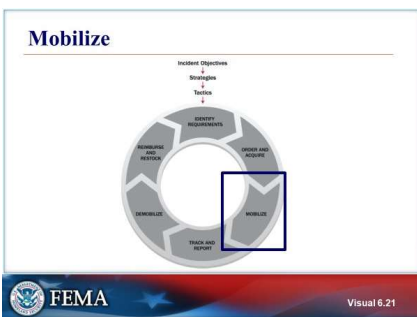 Mobilize
Incident Objectives
Strategies
Tactics
IDENTIFY
REQUIREMENTS
ORDER AND
ACQUIRE
MOBILIZE
TRACK AND
REPORT
DEMOBILIZE
REIMBURSE
AND
RESTOCK
FEMA
Visual 6.21